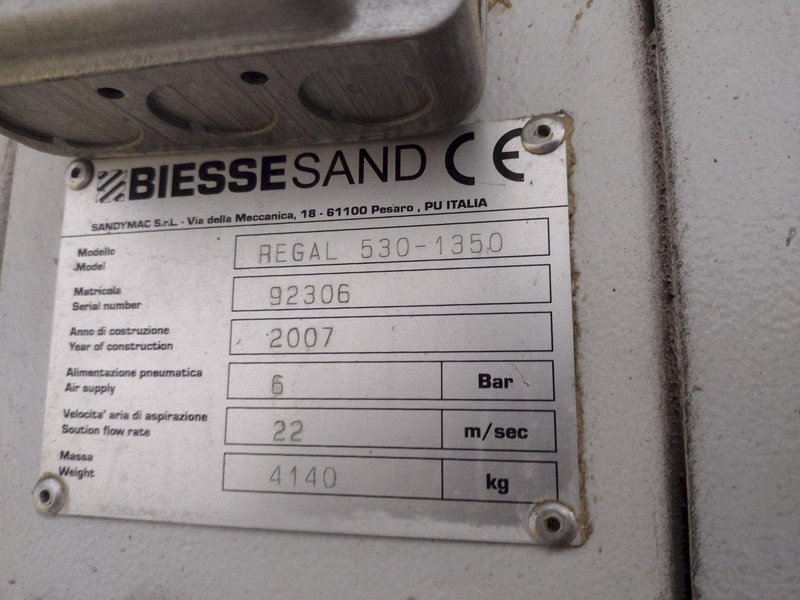 BIESSESAND CE
SANDYMAC S.r.L. - Via della Meccanica, 18 - 61100 Pesaro , PU ITALIA
Modello
Model
REGAL 530-1350
Matricola
Serial number
92306
Anno di costruzione
Year of construction
2007
Alimentazione pneumatica
Air supply
6 Bar
Velocita' aria di aspirazione
Soution flow rate
22 m/sec
Massa
Weight
4140 kg